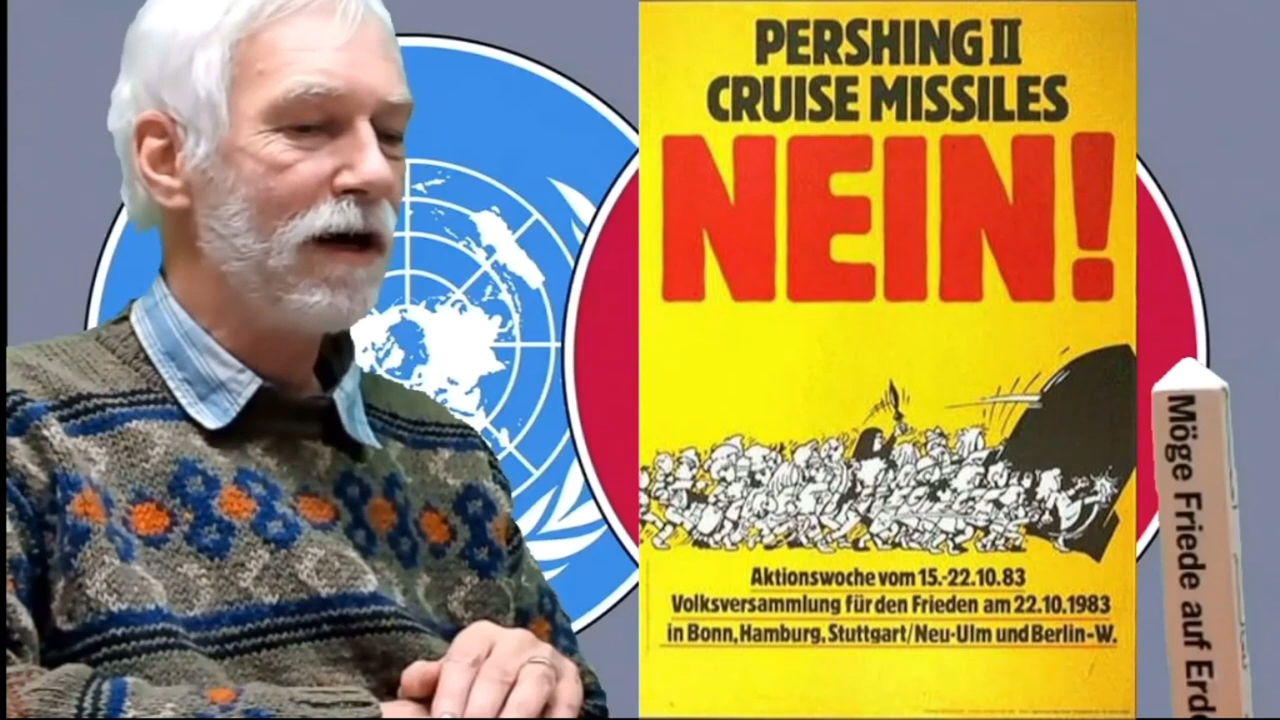 PERSHING II
CRUISE MISSILES
NEIN!
Aktionswoche vom 15.-22.10.83
Volksversammlung für den Frieden am 22.10.1983
in Bonn, Hamburg, Stuttgart/Neu-Ulm und Berlin-W.
Möge Friede auf Erd